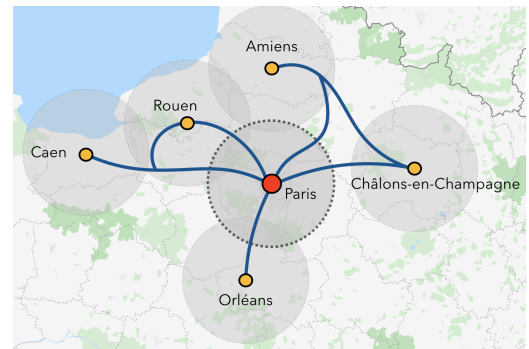 Amiens
Rouen
Caen
Châlons-en-Champagne
Paris
Orléans